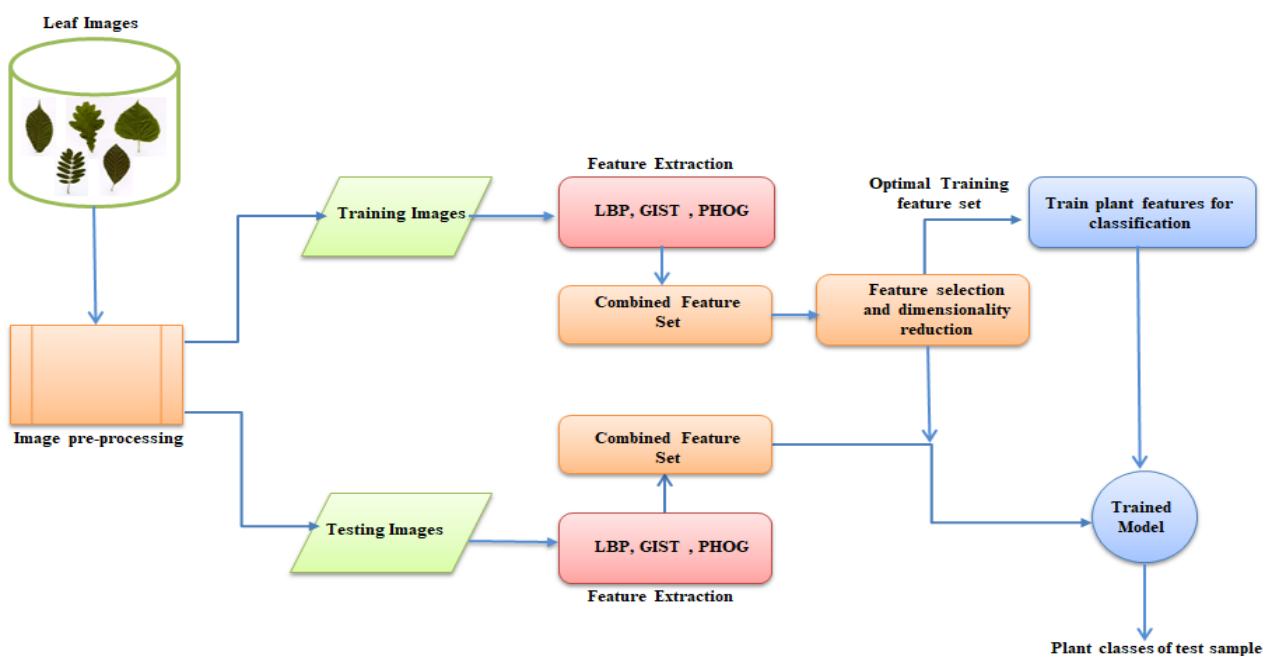 Leaf Images
Image pre-processing
Training Images
Feature Extraction
LBP, GIST , PHOG
Combined Feature
Set
Feature selection
and dimensionality
reduction
Optimal Training
feature set
Train plant features for
classification
Testing Images
LBP, GIST , PHOG
Feature Extraction
Combined Feature
Set
Trained
Model
Plant classes of test sample